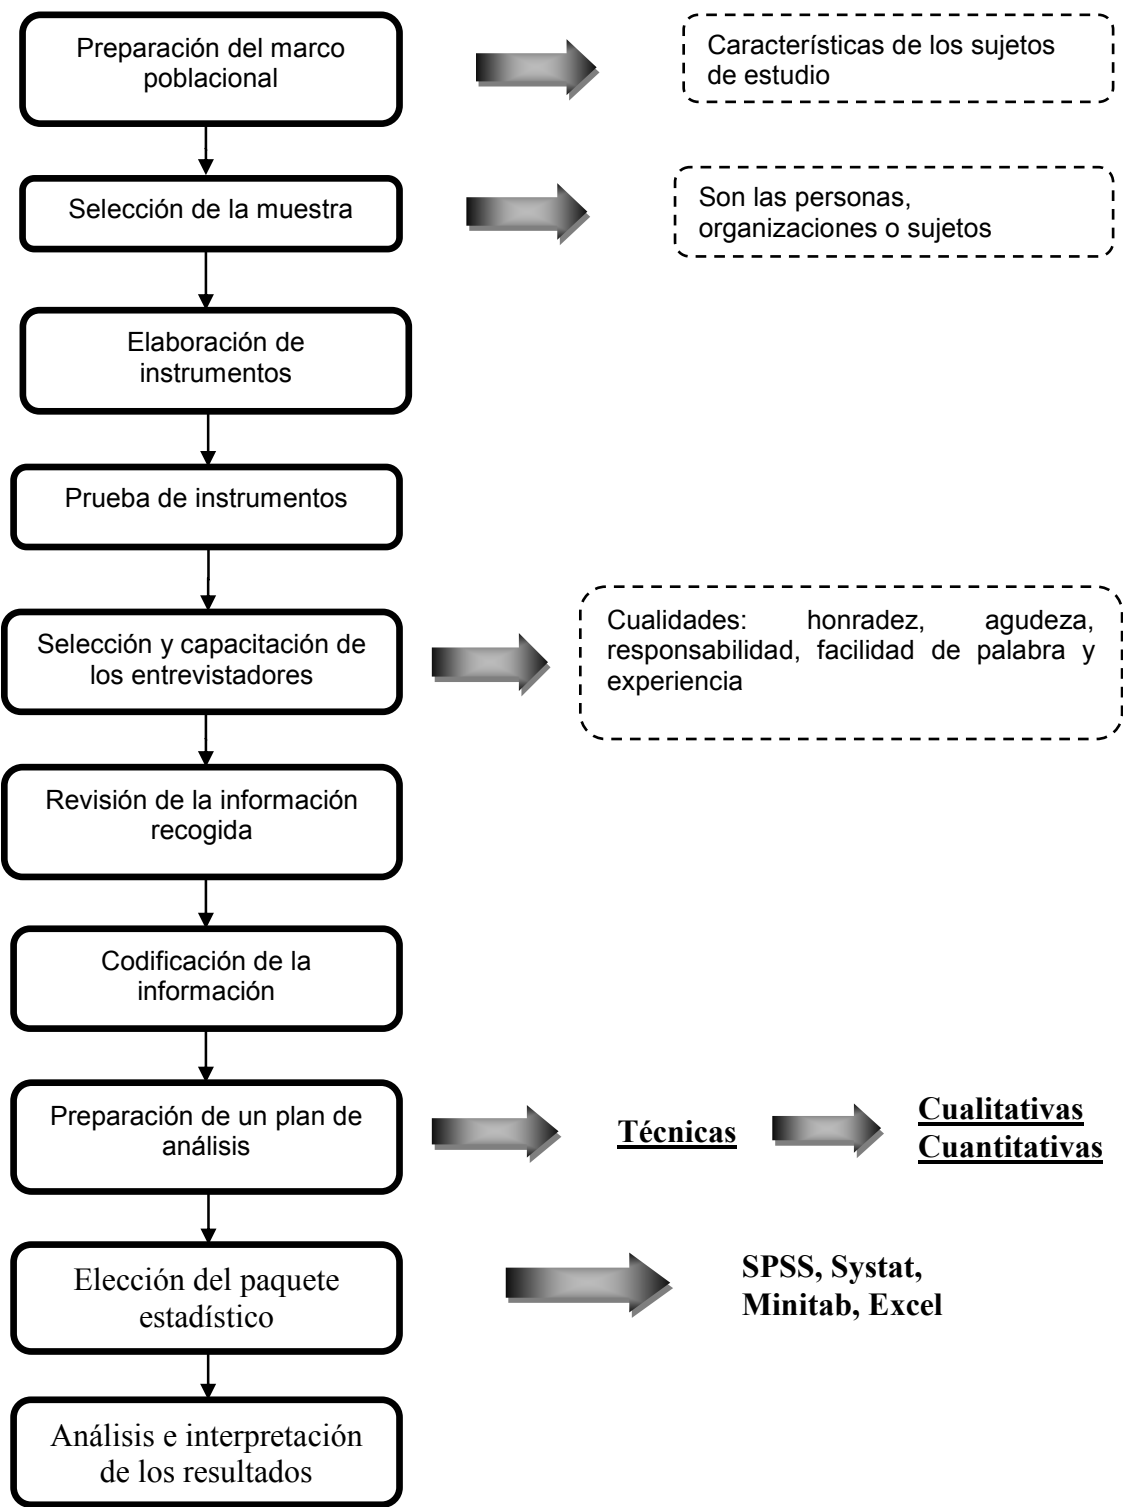 Preparación del marco
poblacional
Características de los sujetos
de estudio
Selección de la muestra
Son las personas,
organizaciones o sujetos
Elaboración de
instrumentos
Prueba de instrumentos
Selección y capacitación de
los entrevistadores
Cualidades: honradez, agudeza,
responsabilidad, facilidad de palabra y
experiencia
Revisión de la información
recogida
Codificación de la
información
Preparación de un plan de
análisis
Técnicas
Cualitativas
Cuantitativas
Elección del paquete
estadístico
SPSS, Systat,
Minitab, Excel
Análisis e interpretación
de los resultados